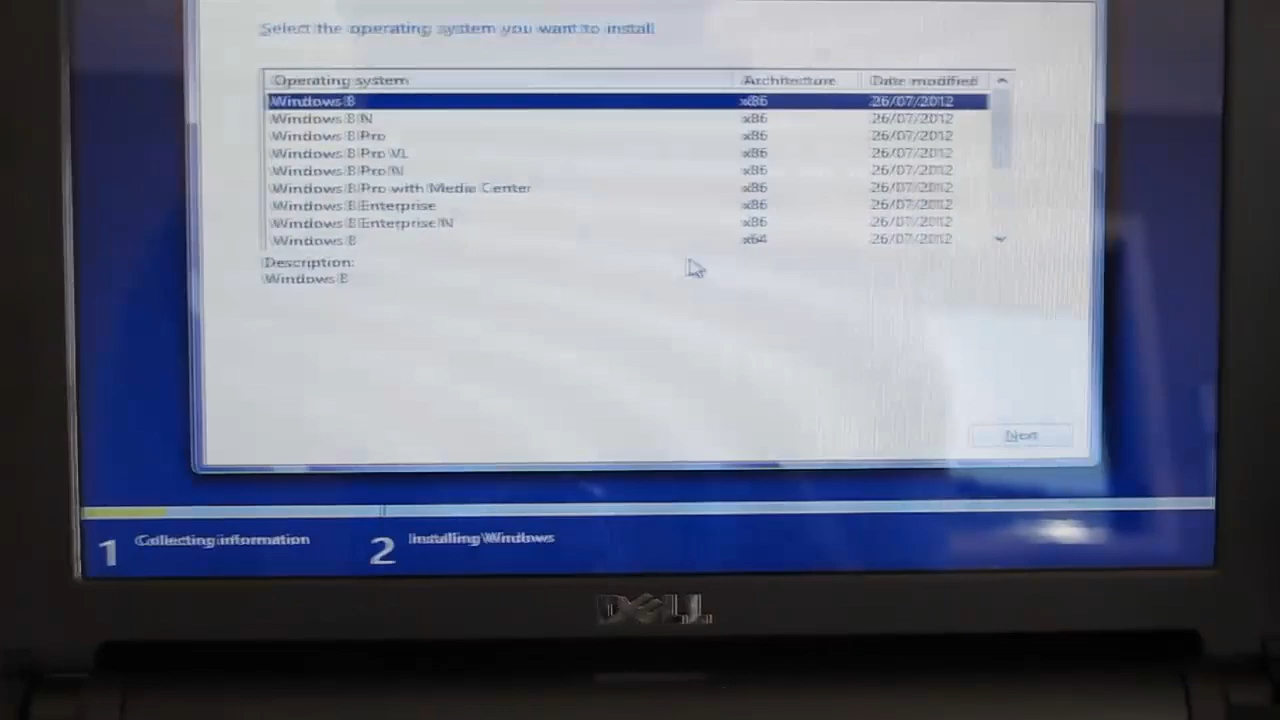 Select the operating system you want to install
Operating system Architecture Date modified
Windows 8 x86 26/07/2012
Windows 8 N x86 26/07/2012
Windows 8 Pro x86 26/07/2012
Windows 8 Pro VL x86 26/07/2012
Windows 8 Pro N x86 26/07/2012
Windows 8 Pro with Media Center x86 26/07/2012
Windows 8 Enterprise x86 26/07/2012
Windows 8 Enterprise N x86 26/07/2012
Windows 8 x64 26/07/2012
Description:
Windows 8
Next
1 Collecting information 2 Installing Windows
DELL